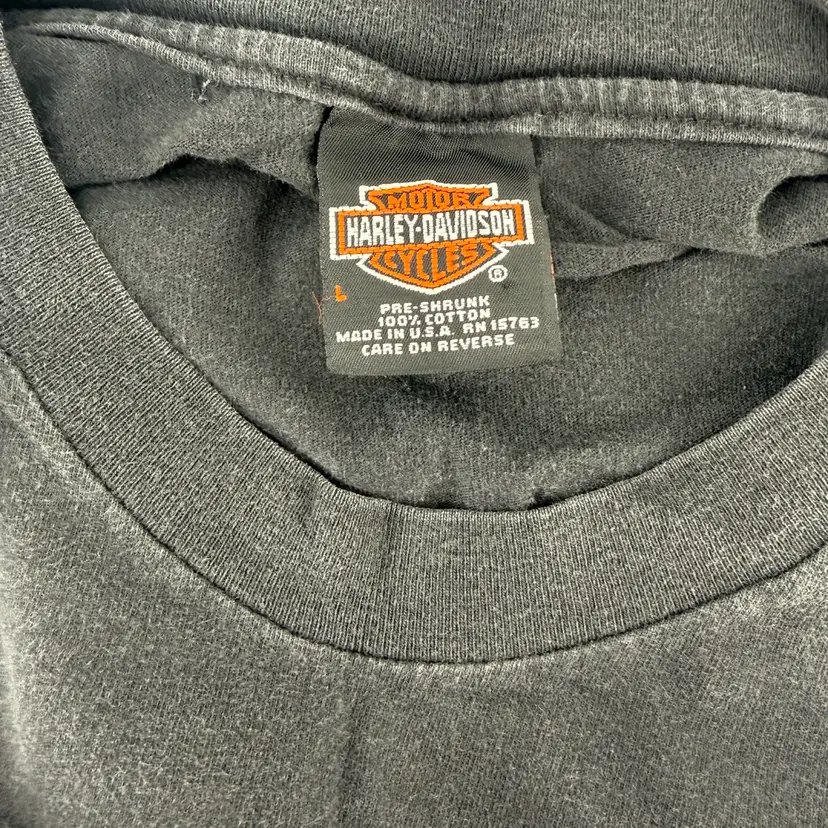 MOTOR
HARLEY-DAVIDSON
CYCLES
®
L
PRE-SHRUNK
100% COTTON
MADE IN U.S.A. RN 15763
CARE ON REVERSE